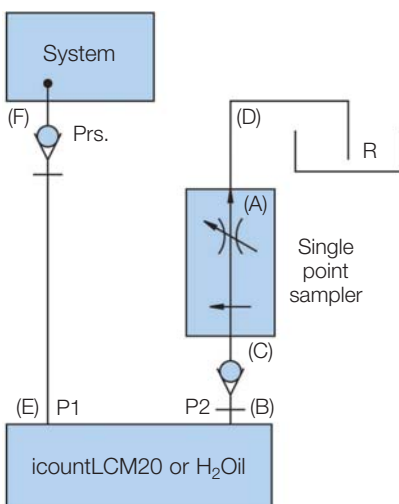 System
(F)
Prs.
(D)
R
(A)
Single
point
sampler
(C)
(E) P1
P2 (B)
icountLCM20 or H₂Oil